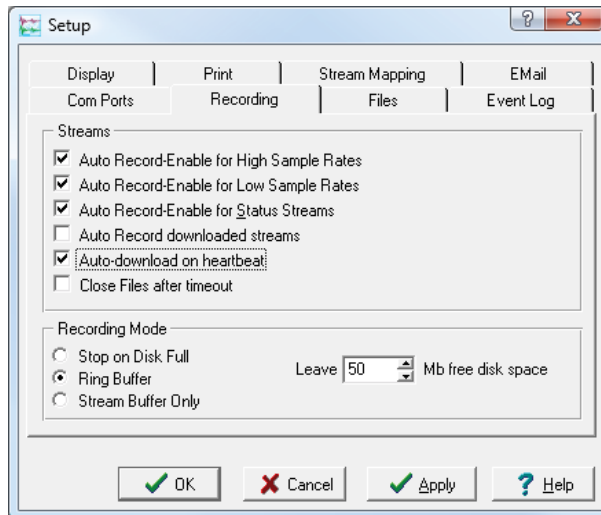 Setup
Display Print Stream Mapping EMail
Com Ports Recording Files Event Log
Streams
Auto Record-Enable for High Sample Rates
Auto Record-Enable for Low Sample Rates
Auto Record-Enable for Status Streams
Auto Record downloaded streams
Auto-download on heartbeat
Close Files after timeout
Recording Mode
Stop on Disk Full
Leave 50 Mb free disk space
Ring Buffer
Stream Buffer Only
OK Cancel Apply Help